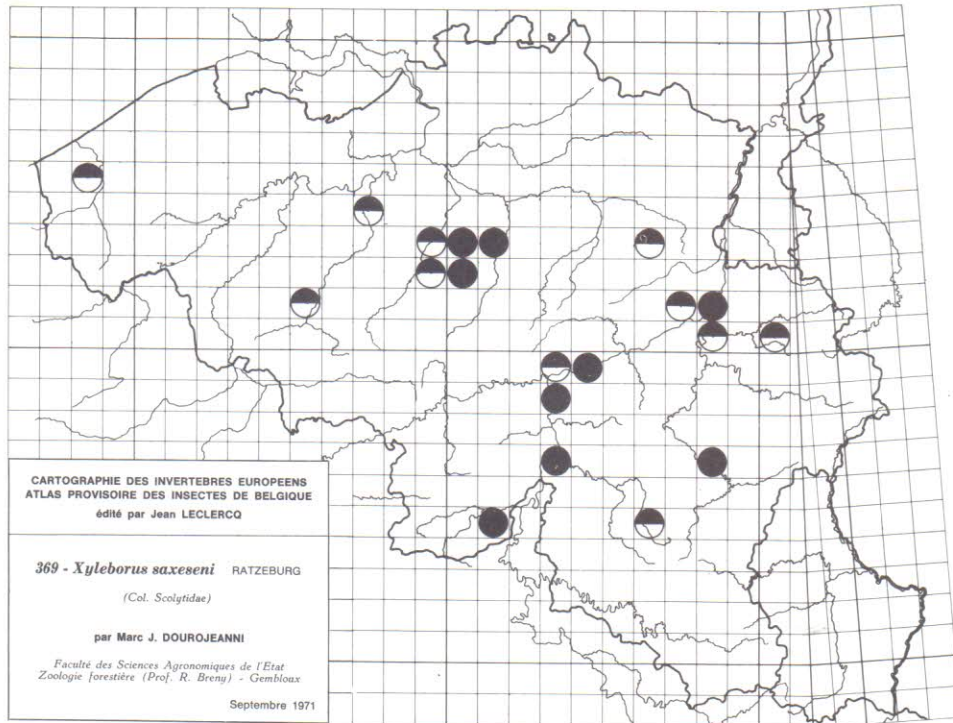 CARTOGRAPHIE DES INVERTEBRES EUROPEENS
ATLAS PROVISOIRE DES INSECTES DE BELGIQUE
édité par Jean LECLERCQ
369 - Xyleborus saxeseni RATZEBURG
(Col. Scolytidae)
par Marc J. DOUROJEANNI
Faculté des Sciences Agronomiques de l'Etat
Zoologie forestière (Prof. R. Breny) - Gembloux
Septembre 1971